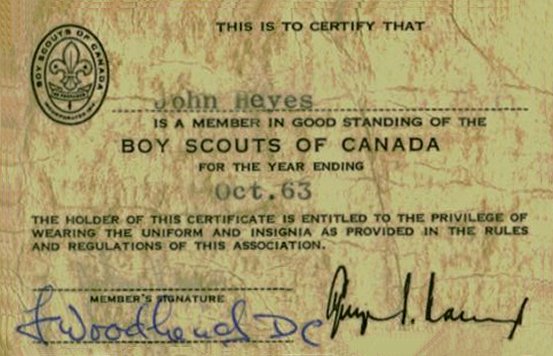 THIS IS TO CERTIFY THAT
BOY SCOUTS OF CANADA
John Heyes
IS A MEMBER IN GOOD STANDING OF THE
BOY SCOUTS OF CANADA
FOR THE YEAR ENDING
Oct.63
THE HOLDER OF THIS CERTIFICATE IS ENTITLED TO THE PRIVILEGE OF
WEARING THE UNIFORM AND INSIGNIA AS PROVIDED IN THE RULES
AND REGULATIONS OF THIS ASSOCIATION.
MEMBER'S SIGNATURE
Woodhend DC